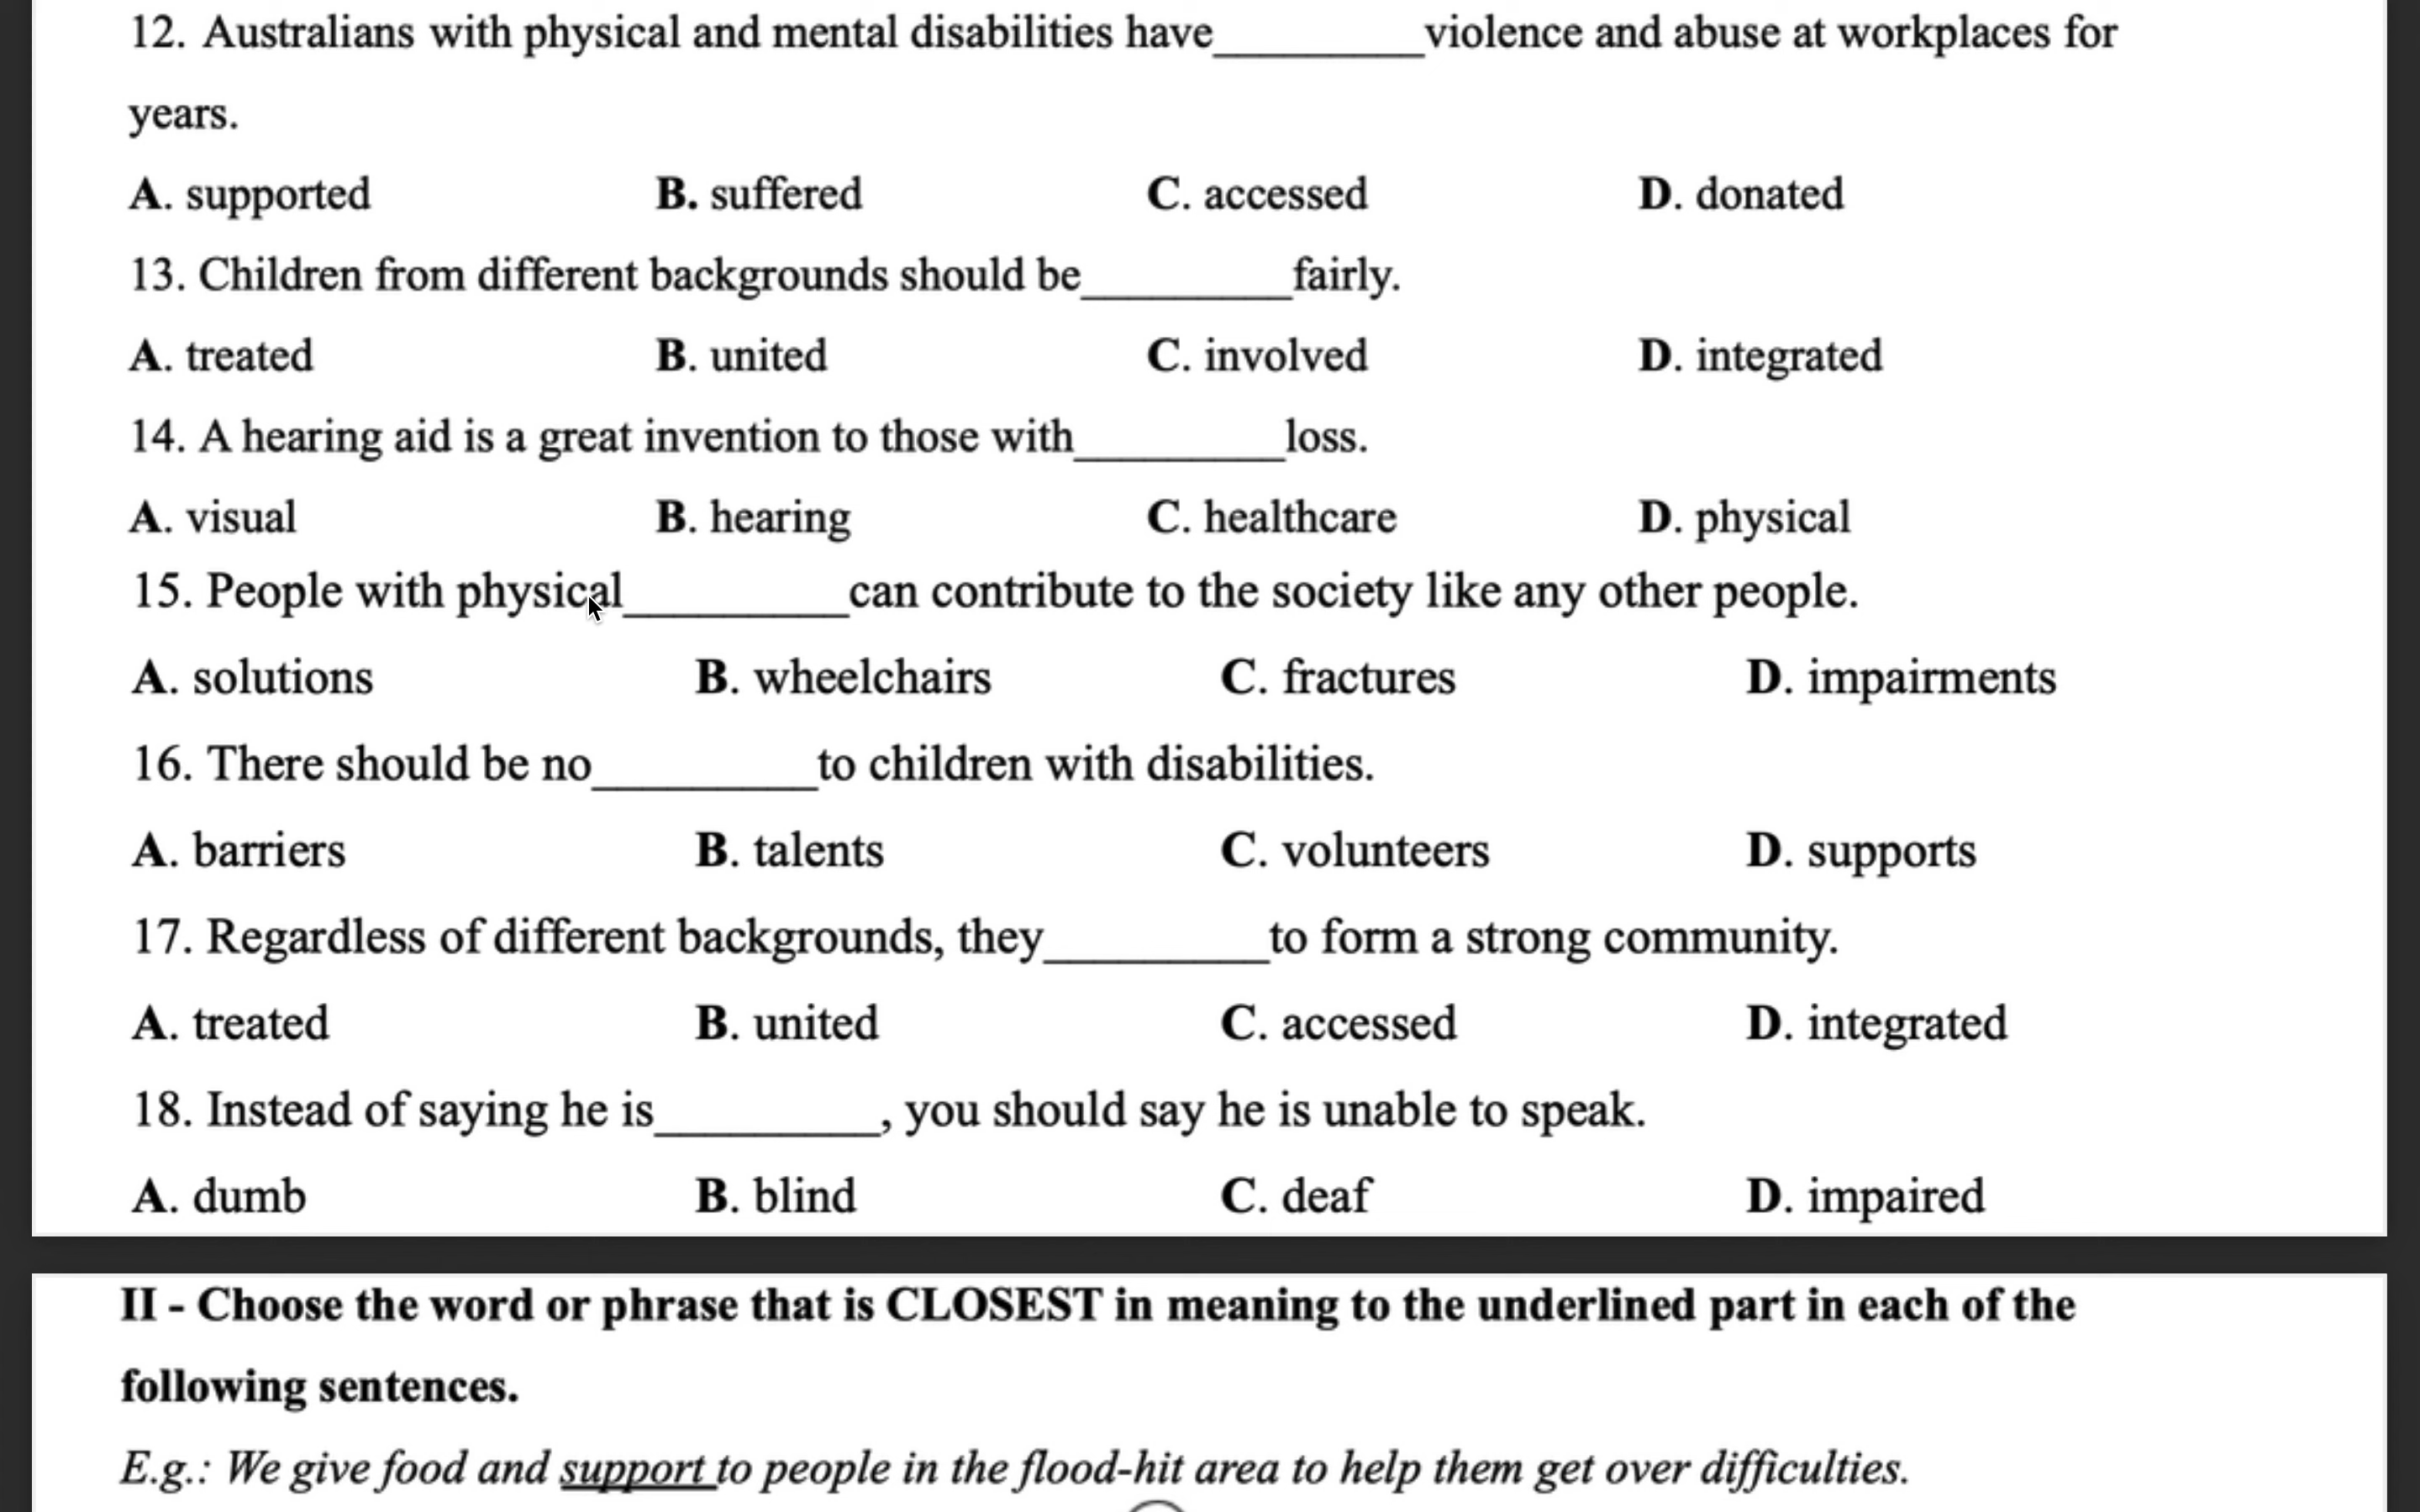 12. Australians with physical and mental disabilities have_________violence and abuse at workplaces for
years.
A. supported B. suffered C. accessed D. donated
13. Children from different backgrounds should be_________fairly.
A. treated B. united C. involved D. integrated
14. A hearing aid is a great invention to those with_________loss.
A. visual B. hearing C. healthcare D. physical
15. People with physical_________can contribute to the society like any other people.
A. solutions B. wheelchairs C. fractures D. impairments
16. There should be no_________to children with disabilities.
A. barriers B. talents C. volunteers D. supports
17. Regardless of different backgrounds, they_________to form a strong community.
A. treated B. united C. accessed D. integrated
18. Instead of saying he is_________, you should say he is unable to speak.
A. dumb B. blind C. deaf D. impaired
II - Choose the word or phrase that is CLOSEST in meaning to the underlined part in each of the
following sentences.
E.g.: We give food and support to people in the flood-hit area to help them get over difficulties.